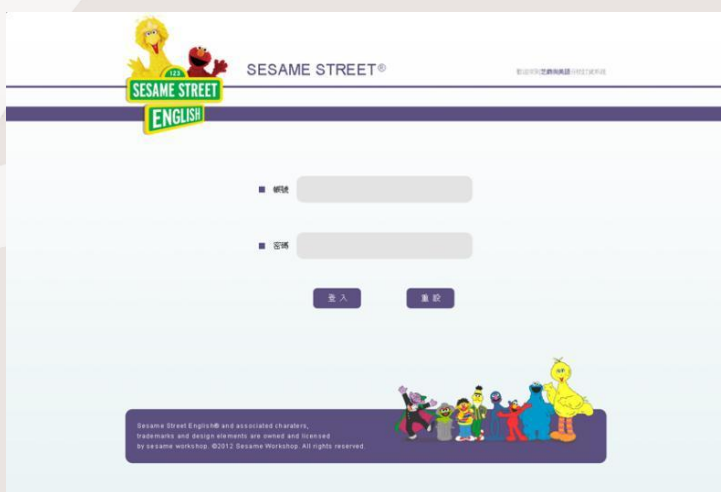 123
SESAME STREET
ENGLISH
SESAME STREET®
帳號
密碼
登入
重設
Sesame Street English® and associated charaters,
trademarks and design elements are owned and licensed
by sesame workshop. ©2012 Sesame Workshop. All rights reserved.